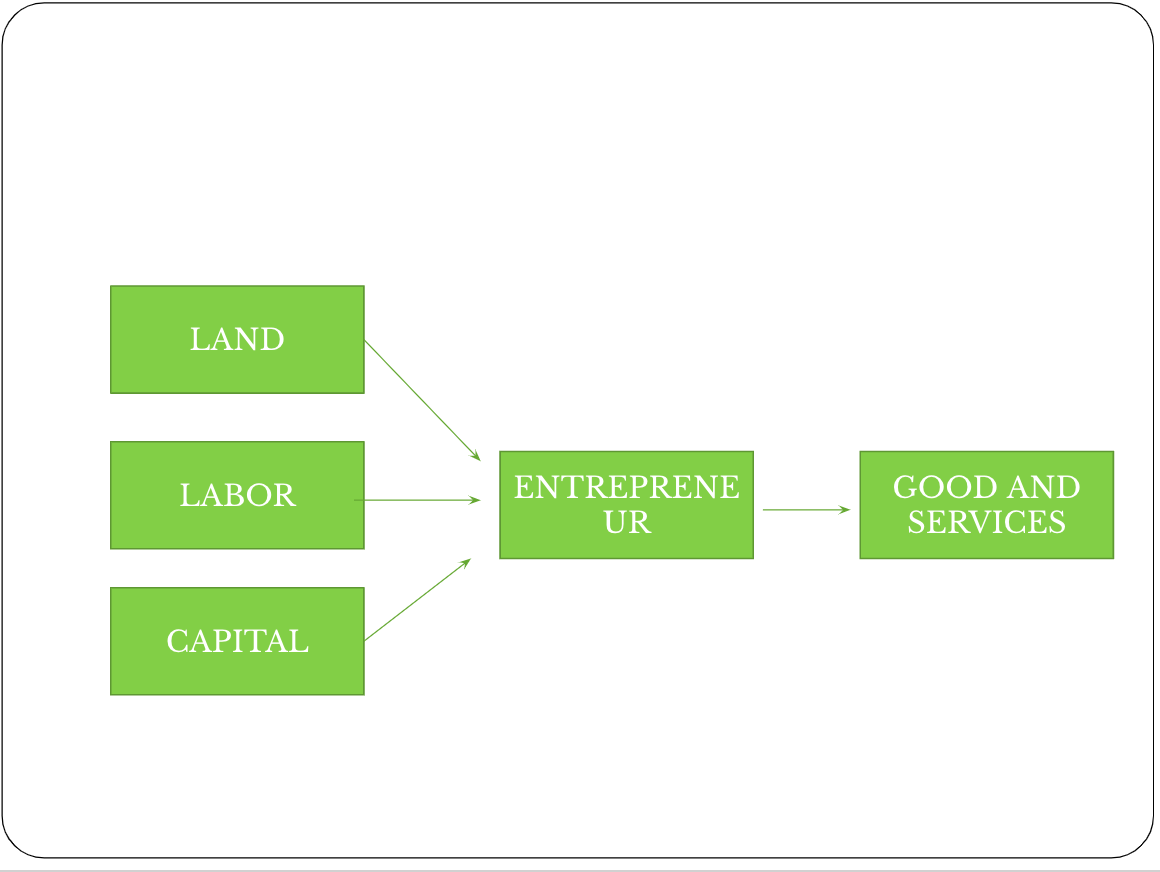 LAND
LABOR
CAPITAL
ENTREPRENE
UR
GOOD AND
SERVICES